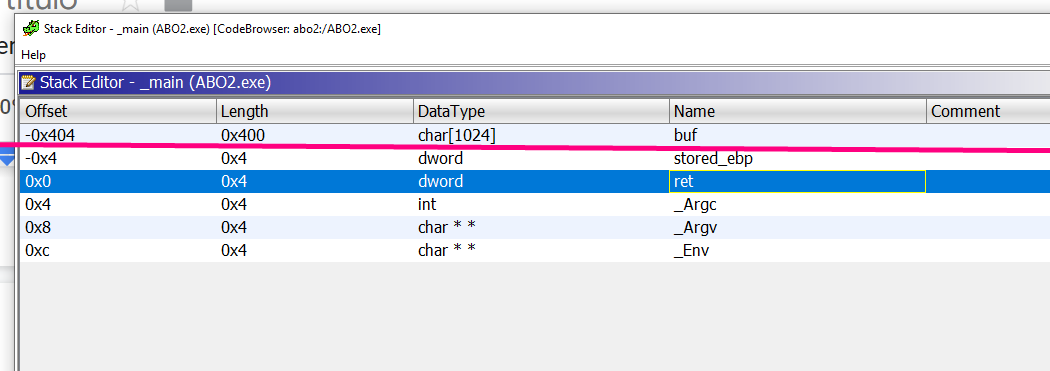 titulo
Stack Editor - _main (ABO2.exe) [CodeBrowser: abo2:/ABO2.exe]
Help
Stack Editor - _main (ABO2.exe)
Offset Length DataType Name Comment
-0x404 0x400 char[1024] buf
-0x4 0x4 dword stored_ebp
0x0 0x4 dword ret
0x4 0x4 int _Argc
0x8 0x4 char * * _Argv
0xc 0x4 char * * _Env